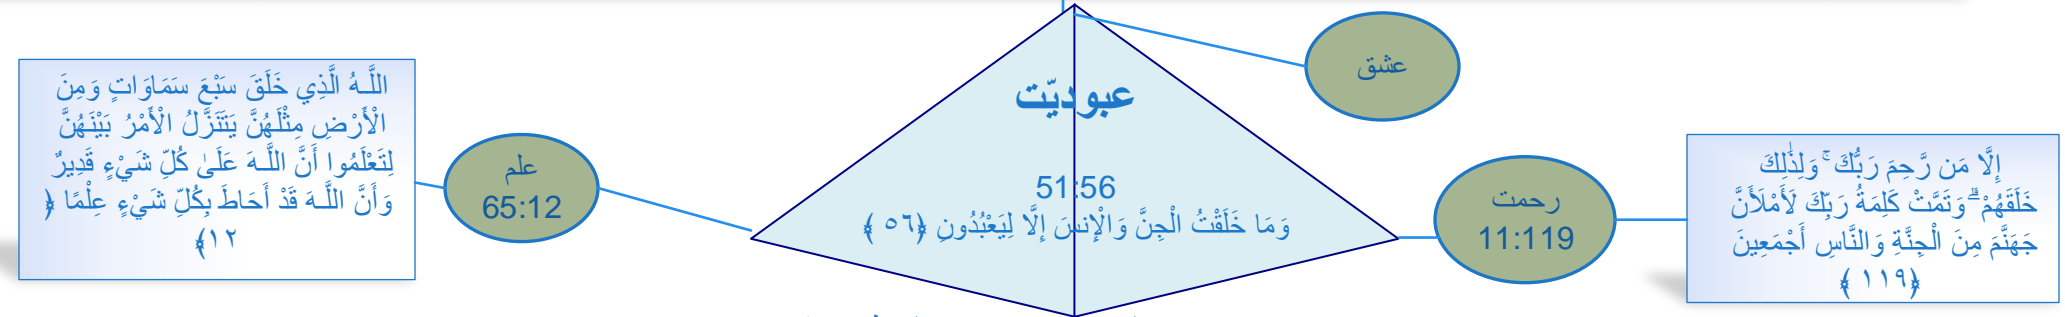 عشق
عبودیّت
51:56
وَمَا خَلَقْتُ الْجِنَّ وَالْإِنسَ إِلَّا لِيَعْبُدُونِ ﴿٥٦﴾
رحمت
11:119
إِلَّا مَن رَّحِمَ رَبُّكَ ۚ وَلِذَٰلِكَ
خَلَقَهُمْ ۗ وَتَمَّتْ كَلِمَةُ رَبِّكَ لَأَمْلَأَنَّ
جَهَنَّمَ مِنَ الْجِنَّةِ وَالنَّاسِ أَجْمَعِينَ
﴿١١٩﴾
علم
65:12
اللَّـهُ الَّذِي خَلَقَ سَبْعَ سَمَاوَاتٍ وَمِنَ
الْأَرْضِ مِثْلَهُنَّ يَتَنَزَّلُ الْأَمْرُ بَيْنَهُنَّ
لِتَعْلَمُوا أَنَّ اللَّـهَ عَلَىٰ كُلِّ شَيْءٍ قَدِيرٌ
وَأَنَّ اللَّـهَ قَدْ أَحَاطَ بِكُلِّ شَيْءٍ عِلْمًا ﴿
١٢﴾